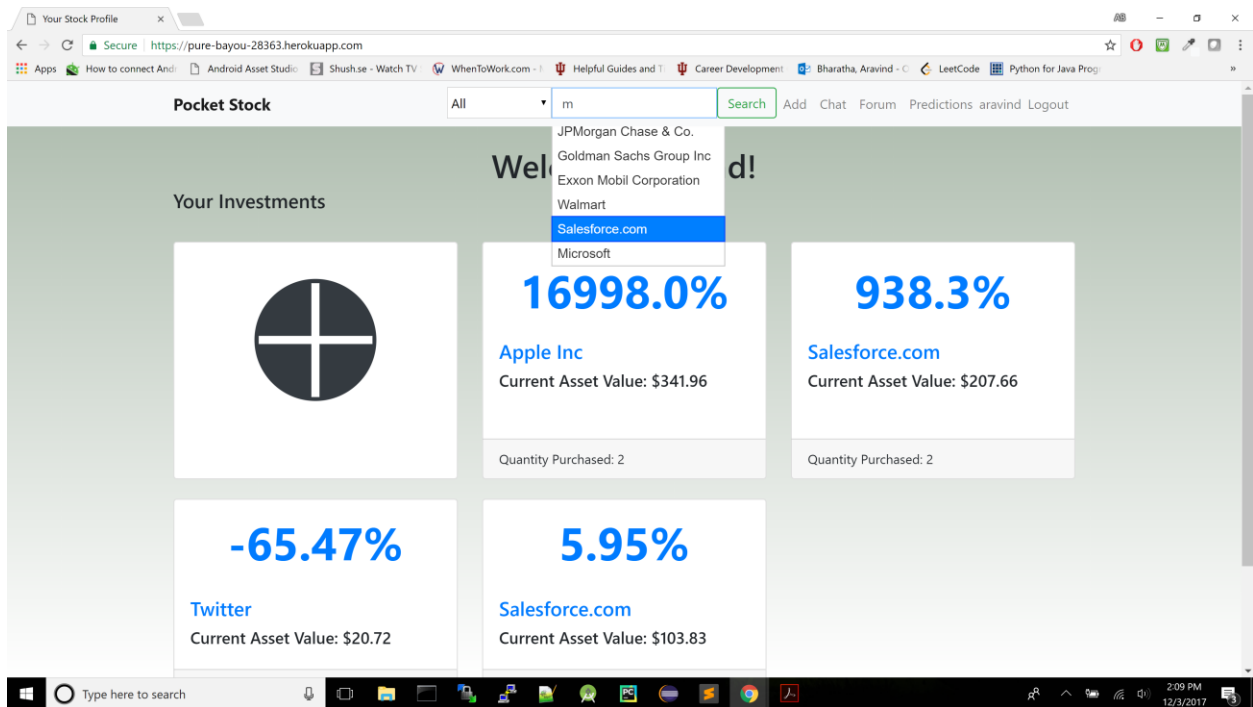 Your Stock Profile
Secure https://pure-bayou-28363.herokuapp.com
Apps How to connect And Android Asset Studio Shush.se - Watch TV WhenToWork.com - Helpful Guides and Career Development Bharatha, Aravind - LeetCode Python for Java Prog
Pocket Stock All m Search Add Chat Forum Predictions aravind Logout
JPMorgan Chase & Co.
Goldman Sachs Group Inc
Exxon Mobil Corporation
Walmart
Salesforce.com
Microsoft
Wel d!
Your Investments
16998.0%
Apple Inc
Current Asset Value: $341.96
Quantity Purchased: 2
938.3%
Salesforce.com
Current Asset Value: $207.66
Quantity Purchased: 2
-65.47%
Twitter
Current Asset Value: $20.72
5.95%
Salesforce.com
Current Asset Value: $103.83
Type here to search
2:09 PM
12/3/2017